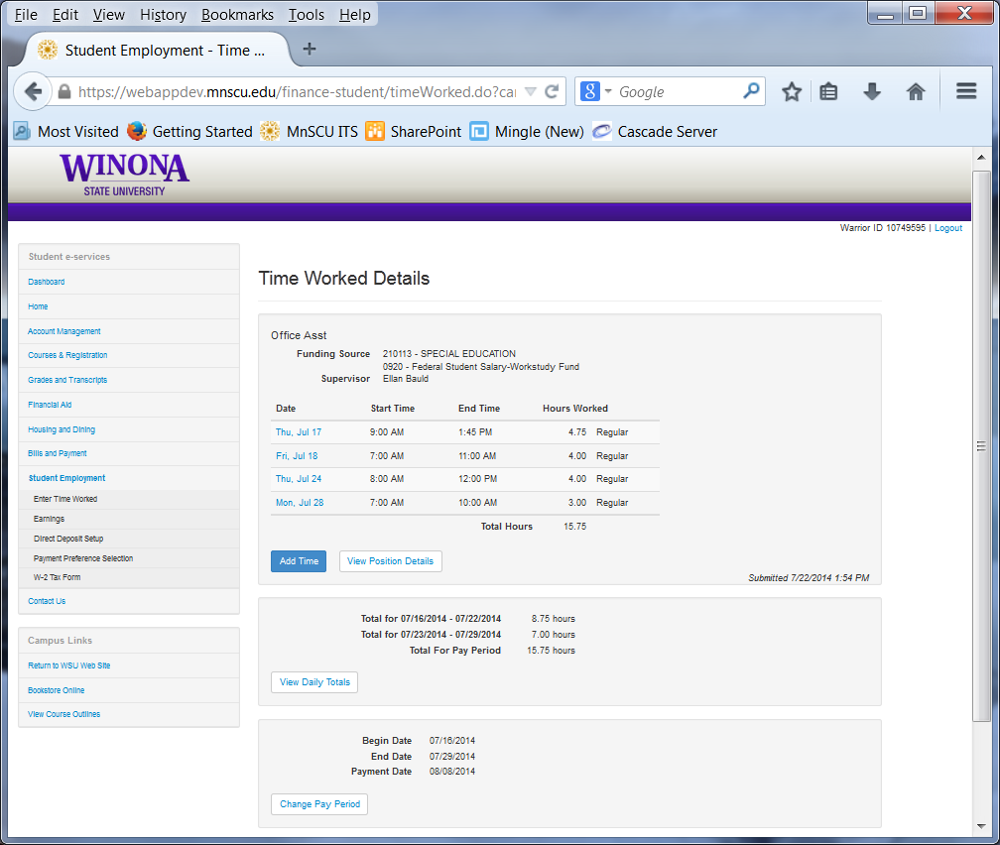 File Edit View History Bookmarks Tools Help
Student Employment - Time ...
https://webappdev.mnscu.edu/finance-student/timeWorked.do?ca
Google
Most Visited Getting Started MnSCU ITS SharePoint Mingle (New) Cascade Server
WINONA
STATE UNIVERSITY
Warrior ID 10749595 | Logout
Student e-services
Dashboard
Home
Account Management
Courses & Registration
Grades and Transcripts
Financial Aid
Housing and Dining
Bills and Payment
Student Employment
Enter Time Worked
Earnings
Direct Deposit Setup
Payment Preference Selection
W-2 Tax Form
Contact Us
Campus Links
Return to WSU Web Site
Bookstore Online
View Course Outlines
Time Worked Details
Office Asst
Funding Source 210113 - SPECIAL EDUCATION
0920 - Federal Student Salary-Workstudy Fund
Supervisor Ellan Bauld
Date Start Time End Time Hours Worked
Thu, Jul 17 9:00 AM 1:45 PM 4.75 Regular
Fri, Jul 18 7:00 AM 11:00 AM 4.00 Regular
Thu, Jul 24 8:00 AM 12:00 PM 4.00 Regular
Mon, Jul 28 7:00 AM 10:00 AM 3.00 Regular
Total Hours 15.75
Add Time View Position Details
Submitted 7/22/2014 1:54 PM
Total for 07/16/2014 - 07/22/2014 8.75 hours
Total for 07/23/2014 - 07/29/2014 7.00 hours
Total For Pay Period 15.75 hours
View Daily Totals
Begin Date 07/16/2014
End Date 07/29/2014
Payment Date 08/08/2014
Change Pay Period